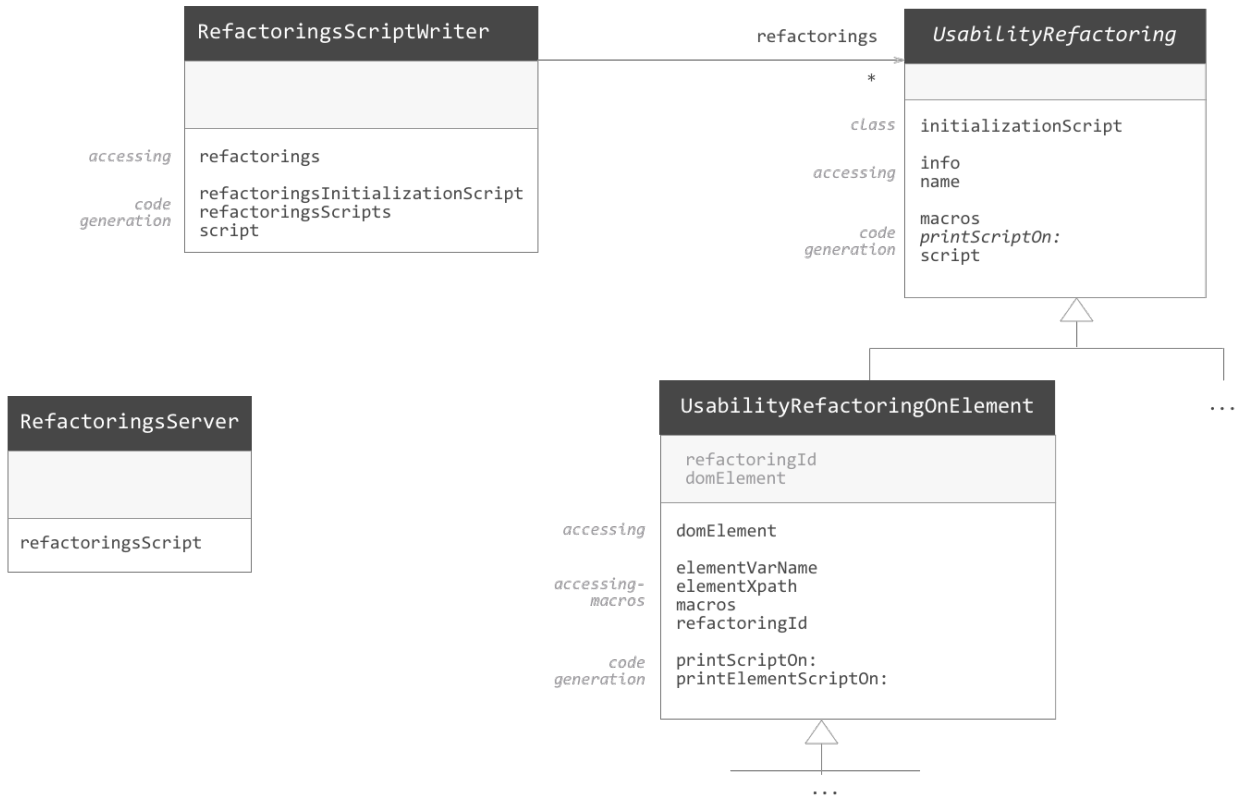 RefactoringsScriptWriter
accessing
refactorings
code
generation
refactoringsInitializationScript
refactoringsScripts
script
refactorings
*
UsabilityRefactoring
class
initializationScript
accessing
info
name
code
generation
macros
printScriptOn:
script
RefactoringsServer
refactoringsScript
UsabilityRefactoringOnElement
refactoringId
domElement
accessing
domElement
accessing-
macros
elementVarName
elementXpath
macros
refactoringId
code
generation
printScriptOn:
printElementScriptOn:
...
...